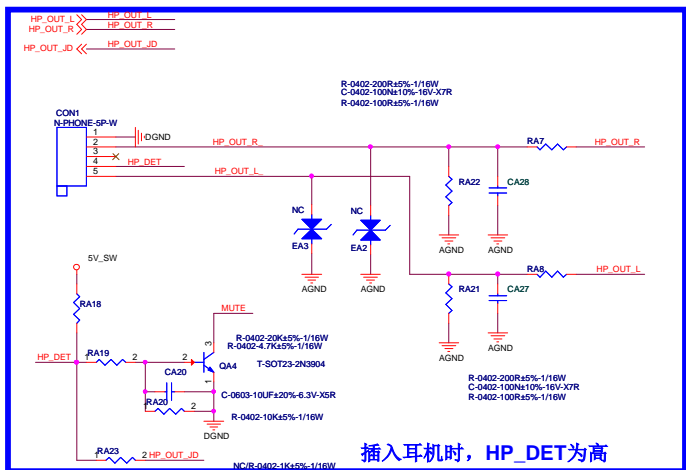 HP_OUT_L
HP_OUT_L
HP_OUT_R
HP_OUT_R
HP_OUT_JD
HP_OUT_JD
R-0402-200R±5%-1/16W
C-0402-100N±10%-16V-X7R
R-0402-100R±5%-1/16W
CON1
N-PHONE-5P-W
1
DGND
2
HP_OUT_R_
RA7
HP_OUT_R
3
4
HP_DET
5
HP_OUT_L_
RA22
CA28
NC
NC
EA3
EA2
AGND
AGND
AGND
AGND
5V_SW
RA8
HP_OUT_L
RA21
CA27
RA18
MUTE
R-0402-20K±5%-1/16W
R-0402-4.7K±5%-1/16W
3
AGND
AGND
HP_DET
1
RA19
2
2
QA4
T-SOT23-2N3904
CA20
1
C-0603-10UF±20%-6.3V-X5R
1
RA20
2
R-0402-10K±5%-1/16W
DGND
R-0402-200R±5%-1/16W
C-0402-100N±10%-16V-X7R
R-0402-100R±5%-1/16W
1
RA23
2
HP_OUT_JD
NC/R-0402-1K±5%-1/16W
插入耳机时，HP_DET为高